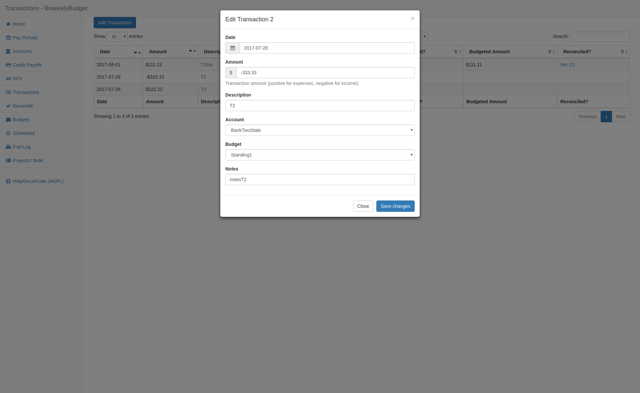 Transactions - BiweeklyBudget
Home
Pay Periods
Accounts
Credit Payoffs
OFX
Transactions
Reconcile
Budgets
Scheduled
Fuel Log
Projects / BoM
Help/Docs/Code (AGPL)
Add Transaction
Show 10 entries
Search:
Date Amount Budgeted Amount Reconciled?
2017-08-01 $111.13 T1foo $111.11 Yes (1)
2017-07-28 -$333.33 T2
2017-07-26 $222.22 T3
Date Amount Budgeted Amount Reconciled?
Showing 1 to 3 of 3 entries
Previous 1 Next
Edit Transaction 2
×
Date
2017-07-28
Amount
$ -333.33
Transaction amount (positive for expenses, negative for income).
Description
T2
Account
BankTwoStale
Budget
Standing1
Notes
notesT2
Close Save changes